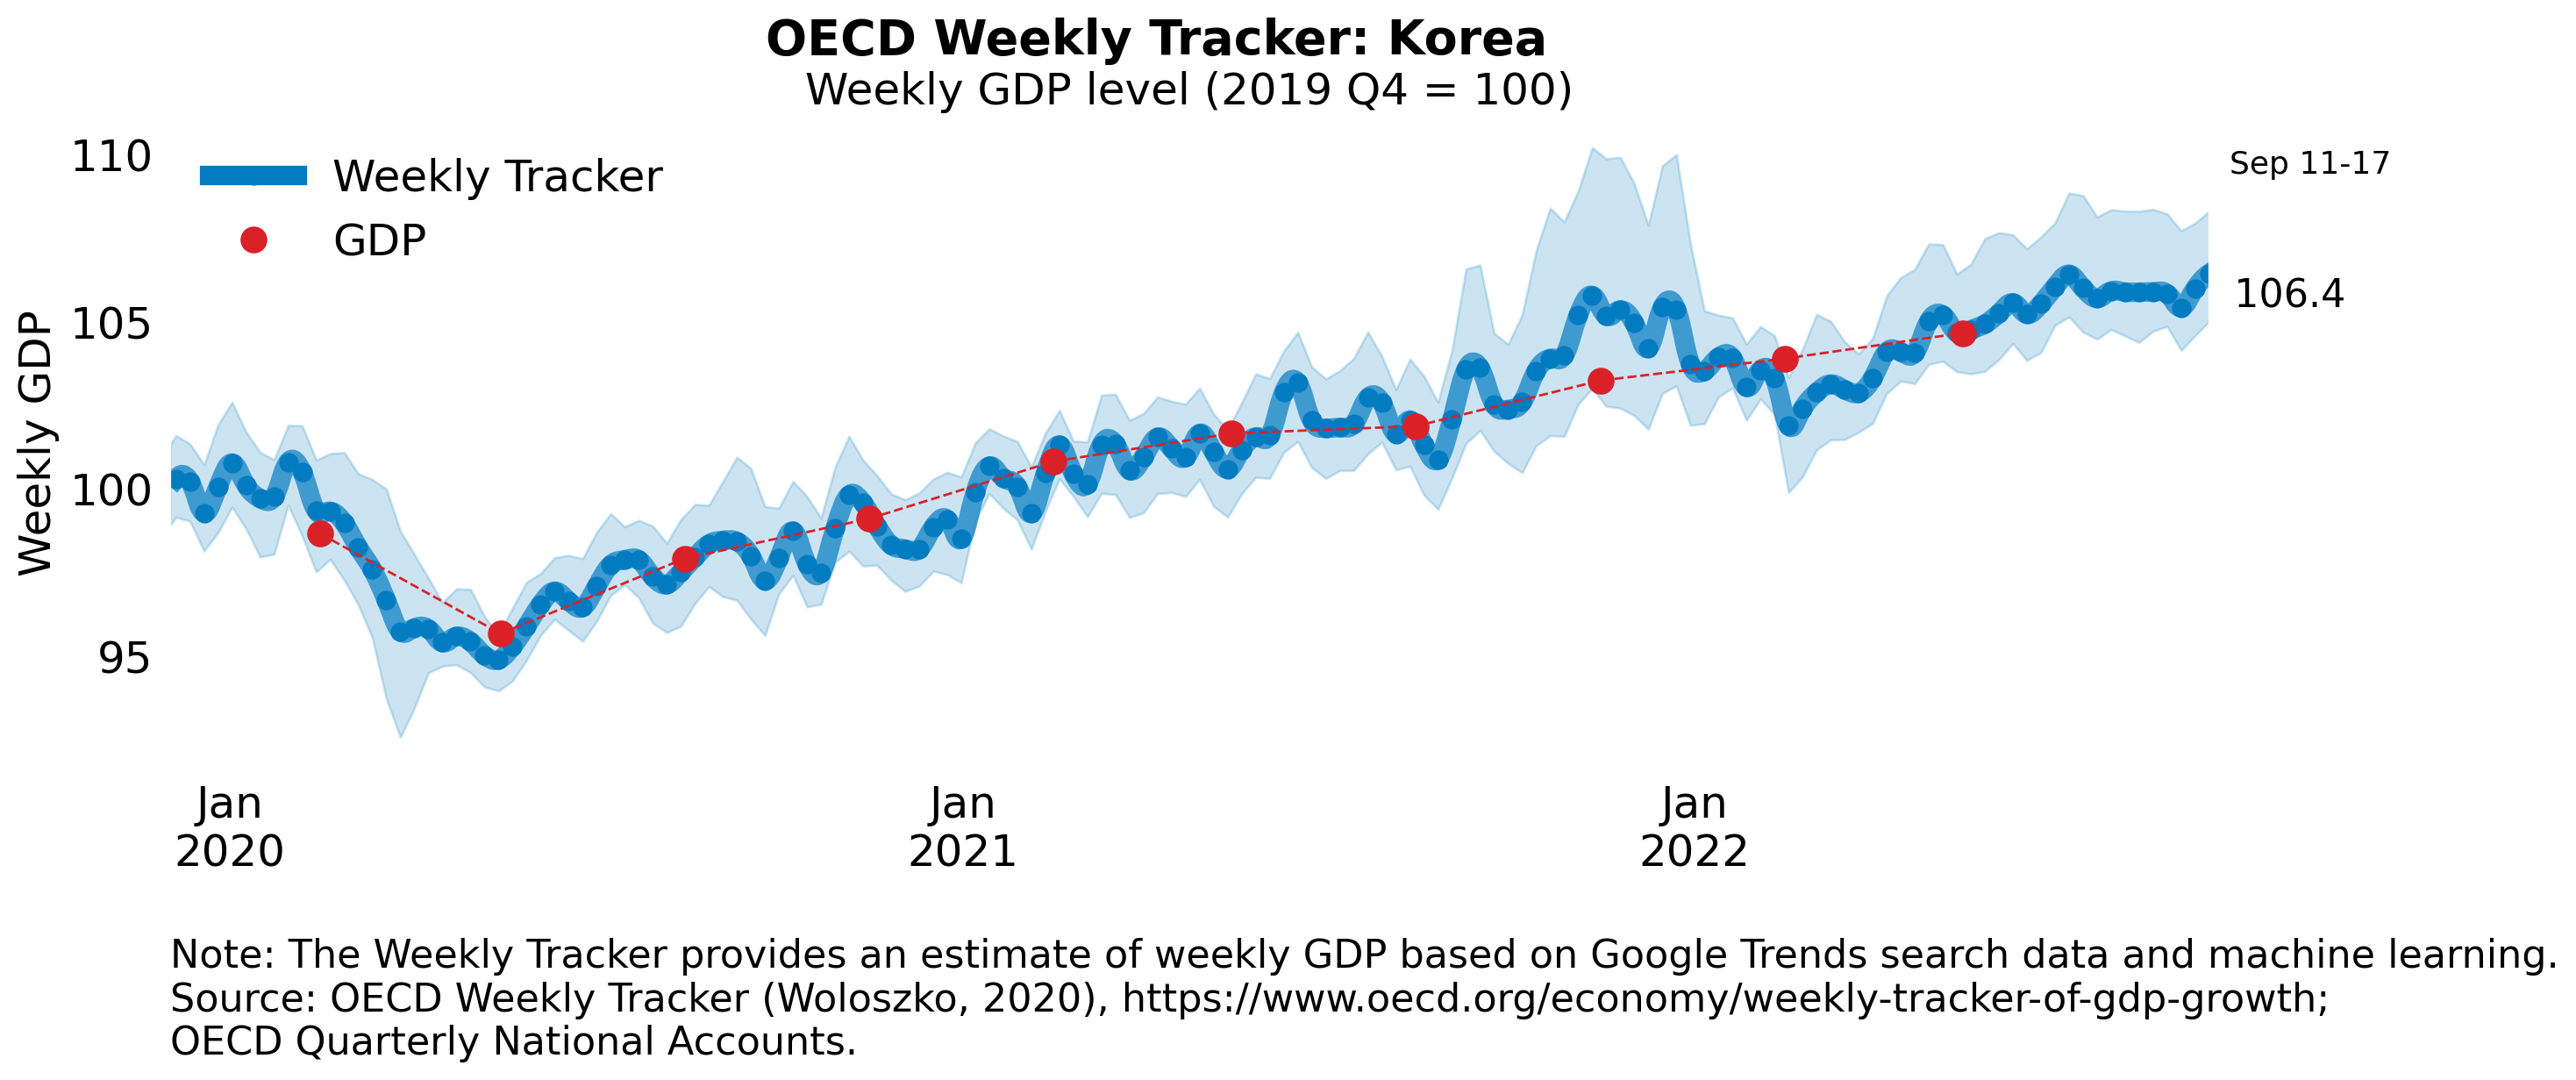 OECD Weekly Tracker: Korea
Weekly GDP level (2019 Q4 = 100)
Weekly Tracker
GDP
Sep 11-17
106.4
Weekly GDP
110
105
100
95
Jan
2020
Jan
2021
Jan
2022
Note: The Weekly Tracker provides an estimate of weekly GDP based on Google Trends search data and machine learning.
Source: OECD Weekly Tracker (Woloszko, 2020), https://www.oecd.org/economy/weekly-tracker-of-gdp-growth;
OECD Quarterly National Accounts.